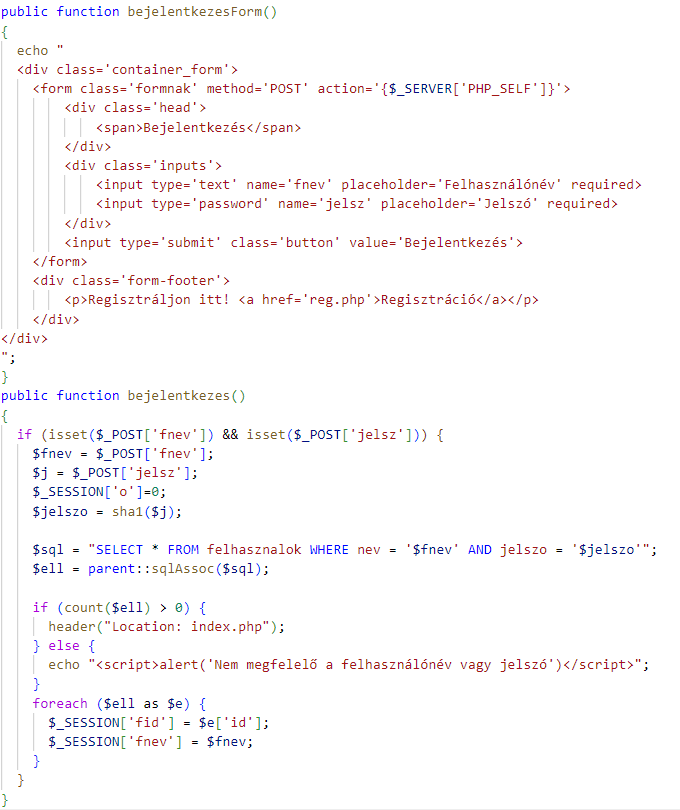 public function bejelentkezesForm()
{
echo "
<div class='container_form'>
<form class='formnak' method='POST' action='{$_SERVER['PHP_SELF']}'>
<div class='head'>
<span>Bejelentkezés</span>
</div>
<div class='inputs'>
<input type='text' name='fnev' placeholder='Felhasználónév' required>
<input type='password' name='jelsz' placeholder='Jelszó' required>
</div>
<input type='submit' class='button' value='Bejelentkezés'>
</form>
<div class='form-footer'>
<p>Regisztráljon itt! <a href='reg.php'>Regisztráció</a></p>
</div>
</div>
";
}
public function bejelentkezes()
{
if (isset($_POST['fnev']) && isset($_POST['jelsz'])) {
$fnev = $_POST['fnev'];
$j = $_POST['jelsz'];
$_SESSION['o']=0;
$jelszo = sha1($j);
$sql = "SELECT * FROM felhasznalok WHERE nev = '$fnev' AND jelszo = '$jelszo'";
$ell = parent::sqlAssoc($sql);
if (count($ell) > 0) {
header("Location: index.php");
} else {
echo "<script>alert('Nem megfelelő a felhasználónév vagy jelszó')</script>";
}
foreach ($ell as $e) {
$_SESSION['fid'] = $e['id'];
$_SESSION['fnev'] = $fnev;
}
}
}